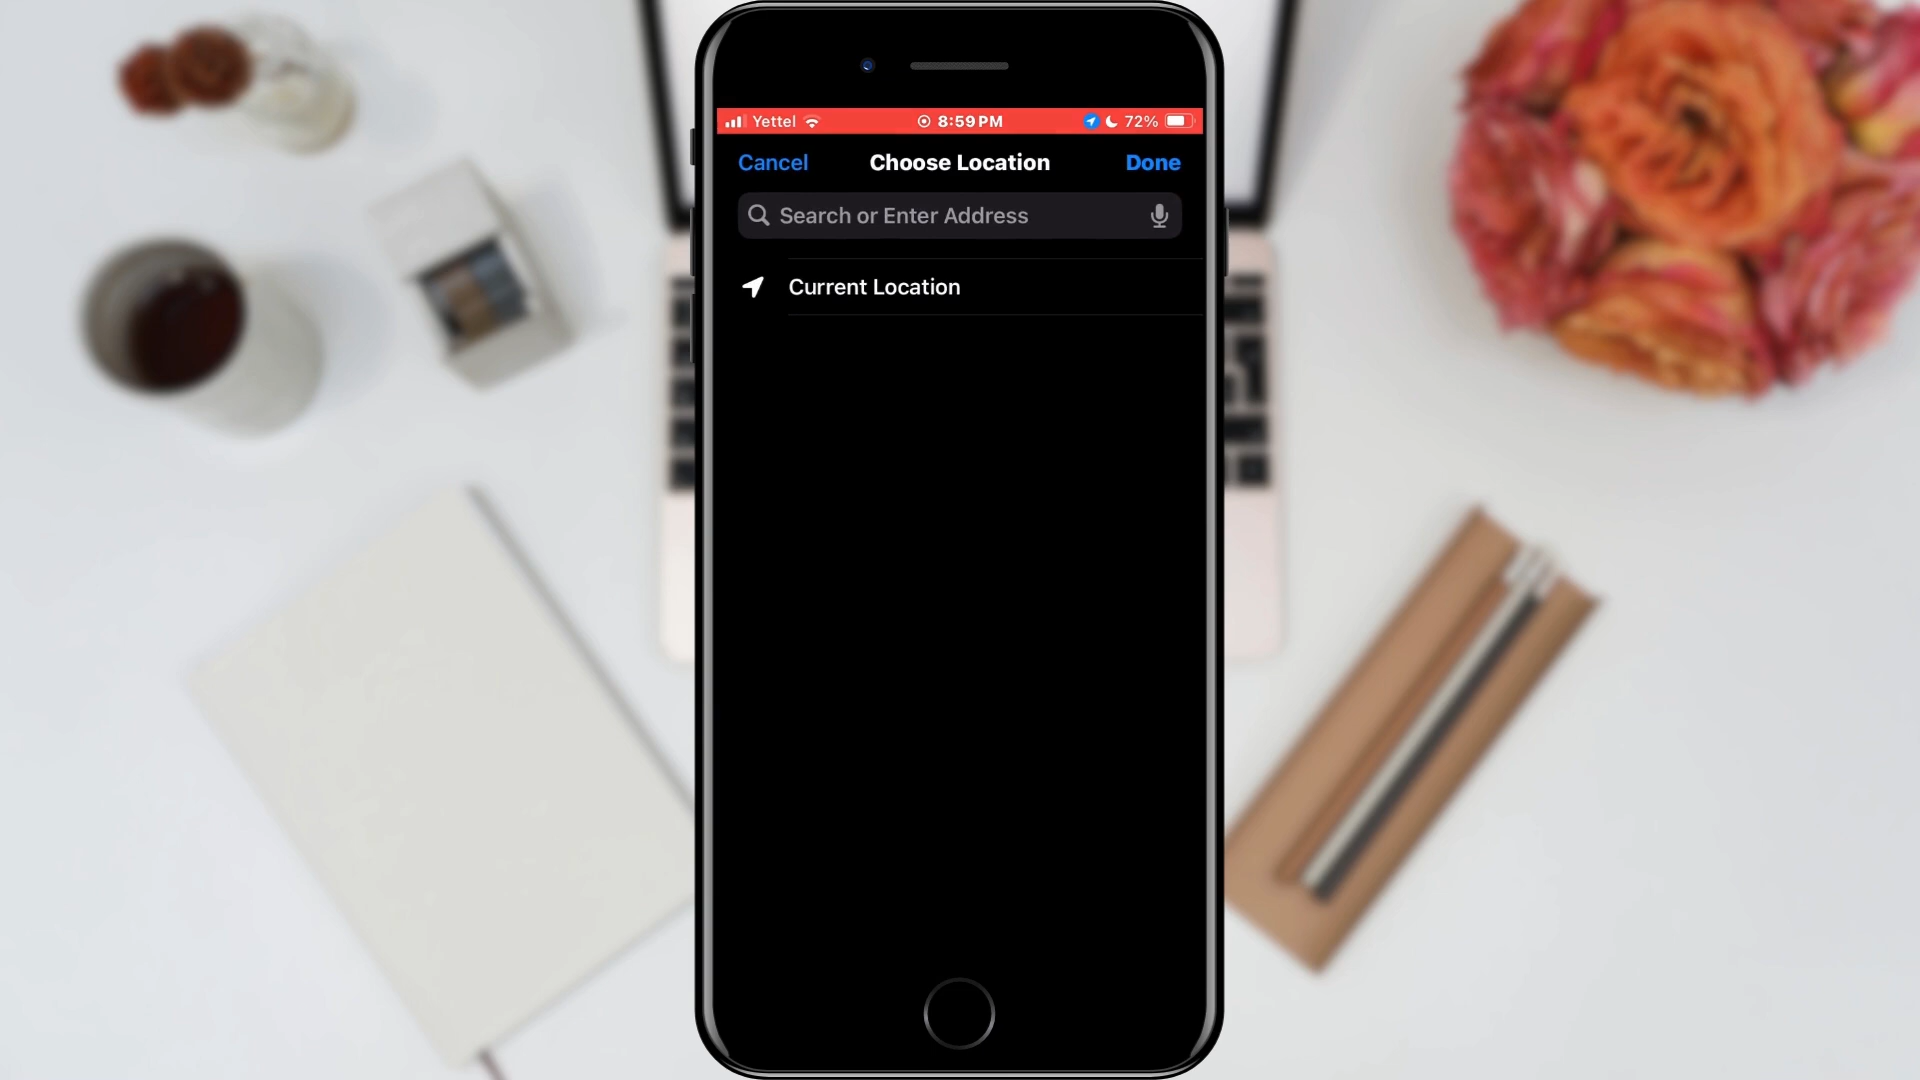 Yettel 8:59 PM 72%
Cancel Choose Location Done
Search or Enter Address
Current Location